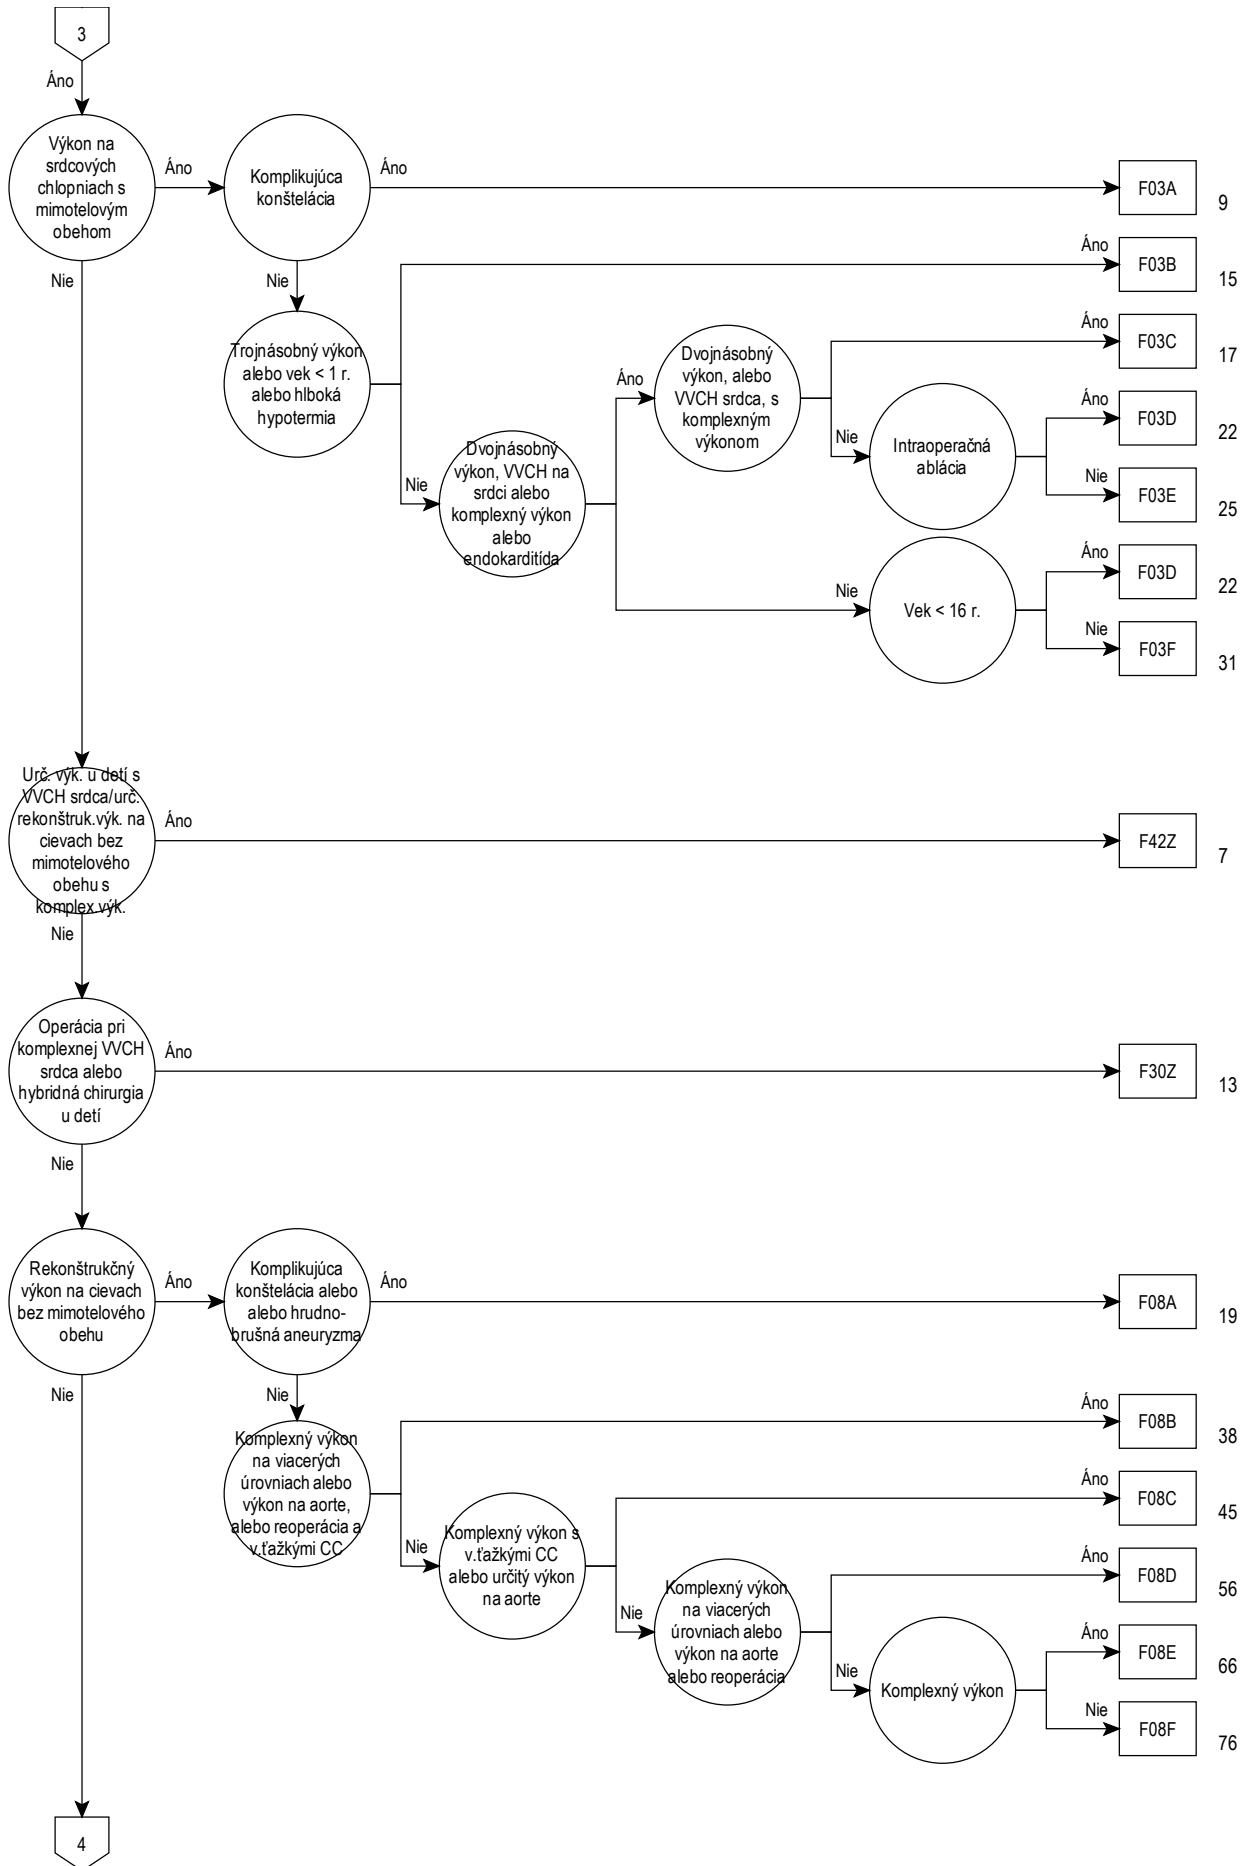 3
Áno
Výkon na
srdcových
chlopniach s
mimotelovým
obehom
Áno
Komplikujúca
konštelácia
Áno
F03A
9
Nie
Nie
Trojnásobný výkon
alebo vek < 1 r.
alebo hlboká
hypotermia
Áno
F03B
15
Nie
Dvojnásobný
výkon, VVCH na
srdci alebo
komplexný výkon
alebo
endokarditída
Áno
Dvojnásobný
výkon, alebo
VVCH srdca, s
komplexným
výkonom
Áno
F03C
17
Nie
Intraoperačná
ablácia
Áno
F03D
22
Nie
F03E
25
Nie
Vek < 16 r.
Áno
F03D
22
Nie
F03F
31
Urč. výk. u detí s
VVCH srdca/urč.
rekonštruk.výk. na
cievach bez
mimotelového
obehu s
komplex.výk.
Áno
F42Z
7
Nie
Operácia pri
komplexnej VVCH
srdca alebo
hybridná chirurgia
u detí
Áno
F30Z
13
Nie
Rekonštrukčný
výkon na cievach
bez mimotelového
obehu
Áno
Komplikujúca
konštelácia alebo
alebo hrudno-
brušná aneuryzma
Áno
F08A
19
Nie
Nie
Komplexný výkon
na viacerých
úrovniach alebo
výkon na aorte,
alebo reoperácia a
v.ťažkými CC
Áno
F08B
38
Nie
Komplexný výkon s
v.ťažkými CC
alebo určitý výkon
na aorte
Áno
F08C
45
Nie
Komplexný výkon
na viacerých
úrovniach alebo
výkon na aorte
alebo reoperácia
Áno
F08D
56
Nie
Komplexný výkon
Áno
F08E
66
Nie
F08F
76
4